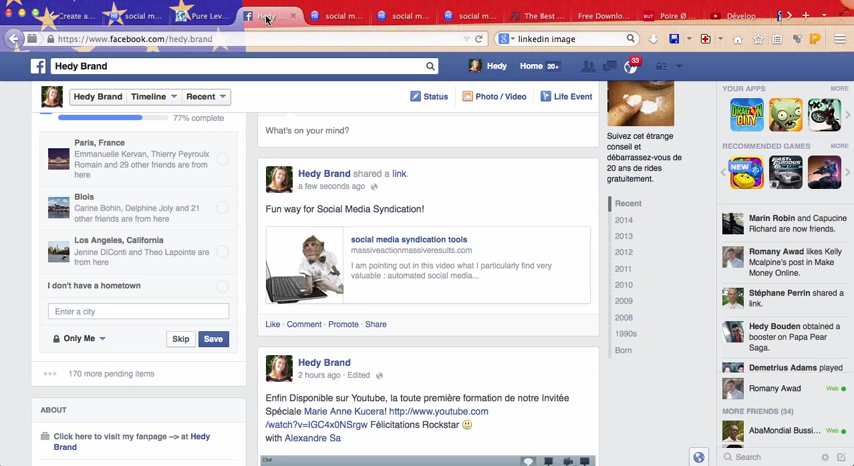 Create a
social m...
Pure Lev...
Hedy ...
social m...
social m...
social m...
The Best ...
Free Downlo...
Poire Ø ...
Dévelop...
https://www.facebook.com/hedy.brand
linkedin image
Hedy Brand
Hedy
Home 20+
33
Hedy Brand
Timeline
Recent
Status
Photo / Video
Life Event
77% complete
Paris, France
Emmanuelle Kervan, Thierry Peyroulx
Romain and 29 other friends are from
here
Blois
Carine Bohin, Delphine Joly and 21
other friends are from here
Los Angeles, California
Jenine DiConti and Theo Lapointe are
from here
I don't have a hometown
Enter a city
Only Me
Skip
Save
170 more pending items
ABOUT
Click here to visit my fanpage --> at Hedy
Brand
What's on your mind?
Hedy Brand shared a link.
a few seconds ago
Fun way for Social Media Syndication!
social media syndication tools
massiveactionmassiveresults.com
I am pointing out in this video what I particularly find very
valuable : automated social media...
Like · Comment · Promote · Share
Hedy Brand
2 hours ago · Edited
Enfin Disponible sur Youtube, la toute première formation de notre Invitée
Spéciale Marie Anne Kucera! http://www.youtube.com
/watch?v=IGC4x0NSrgw Félicitations Rockstar
with Alexandre Sa
Suivez cet étrange
conseil et
débarrassez-vous de
20 ans de rides
gratuitement.
Recent
2014
2013
2012
2011
2010
2009
2008
1990s
Born
YOUR APPS
MORE
RECOMMENDED GAMES
MORE
NEW
Marin Robin and Capucine
Richard are now friends.
Romany Awad likes Kelly
Mcalpine's post in Make
Money Online.
Stéphane Perrin shared a
link.
Hedy Bouden obtained a
booster on Papa Pear
Saga.
Demetrius Adams played
Romany Awad
Web
MORE FRIENDS (34)
AbaMondial Bussi...
Web
Search